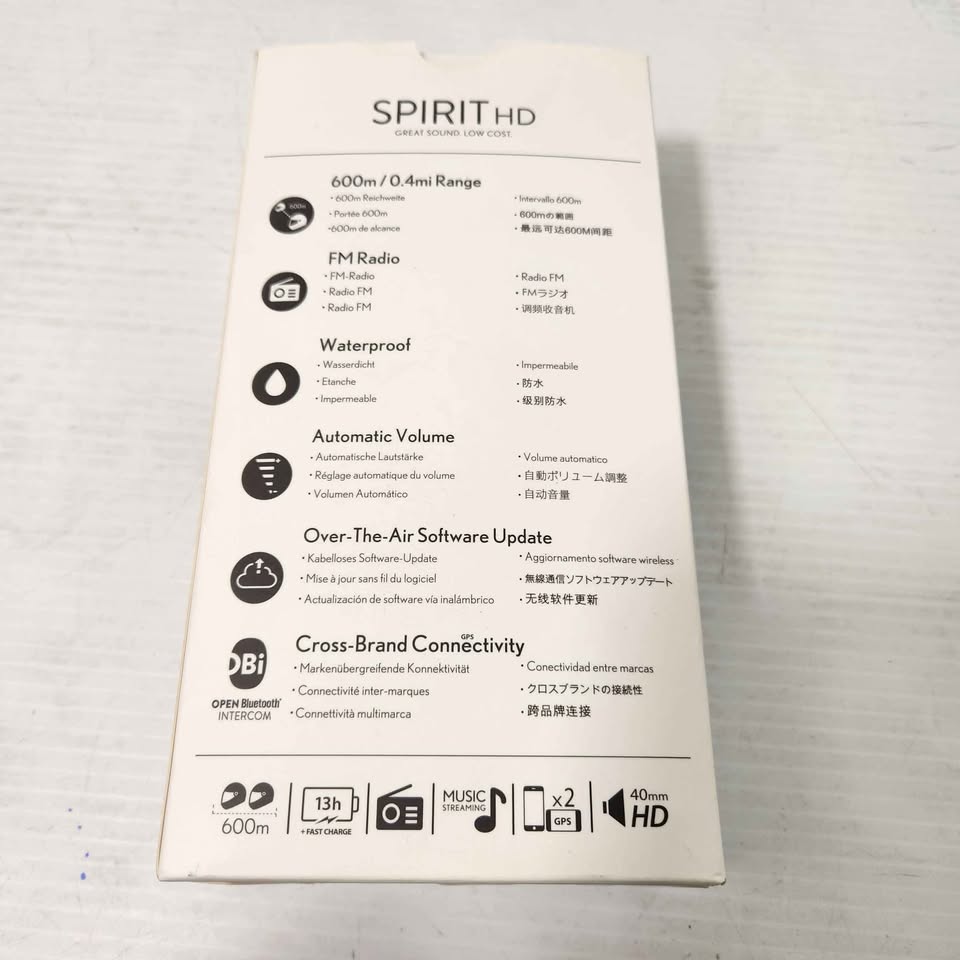 SPIRIT HD
GREAT SOUND. LOW COST.
600m / 0.4mi Range
600m
• 600m Reichweite
• Portée 600m
• 600m de alcance
• Intervallo 600m
• 600mの範囲
• 最远可达600M间距
FM Radio
• FM-Radio
• Radio FM
• Radio FM
• Radio FM
• FMラジオ
• 调频收音机
Waterproof
• Wasserdicht
• Etanche
• Impermeable
• Impermeabile
• 防水
• 级别防水
Automatic Volume
• Automatische Lautstärke
• Réglage automatique du volume
• Volumen Automático
• Volume automatico
• 自動ボリューム調整
• 自动音量
Over-The-Air Software Update
• Kabelloses Software-Update
• Mise à jour sans fil du logiciel
• Actualización de software vía inalámbrico
• Aggiornamento software wireless
• 無線通信ソフトウェアアップデート
• 无线软件更新
GPS
Cross-Brand Connectivity
OBi
OPEN Bluetooth®
INTERCOM
• Markenübergreifende Konnektivität
• Connectivité inter-marques
• Connettività multimarca
• Conectividad entre marcas
• クロスブランドの接続性
• 跨品牌连接
600m
13h
+ FAST CHARGE
MUSIC
STREAMING
x2
GPS
40mm
HD